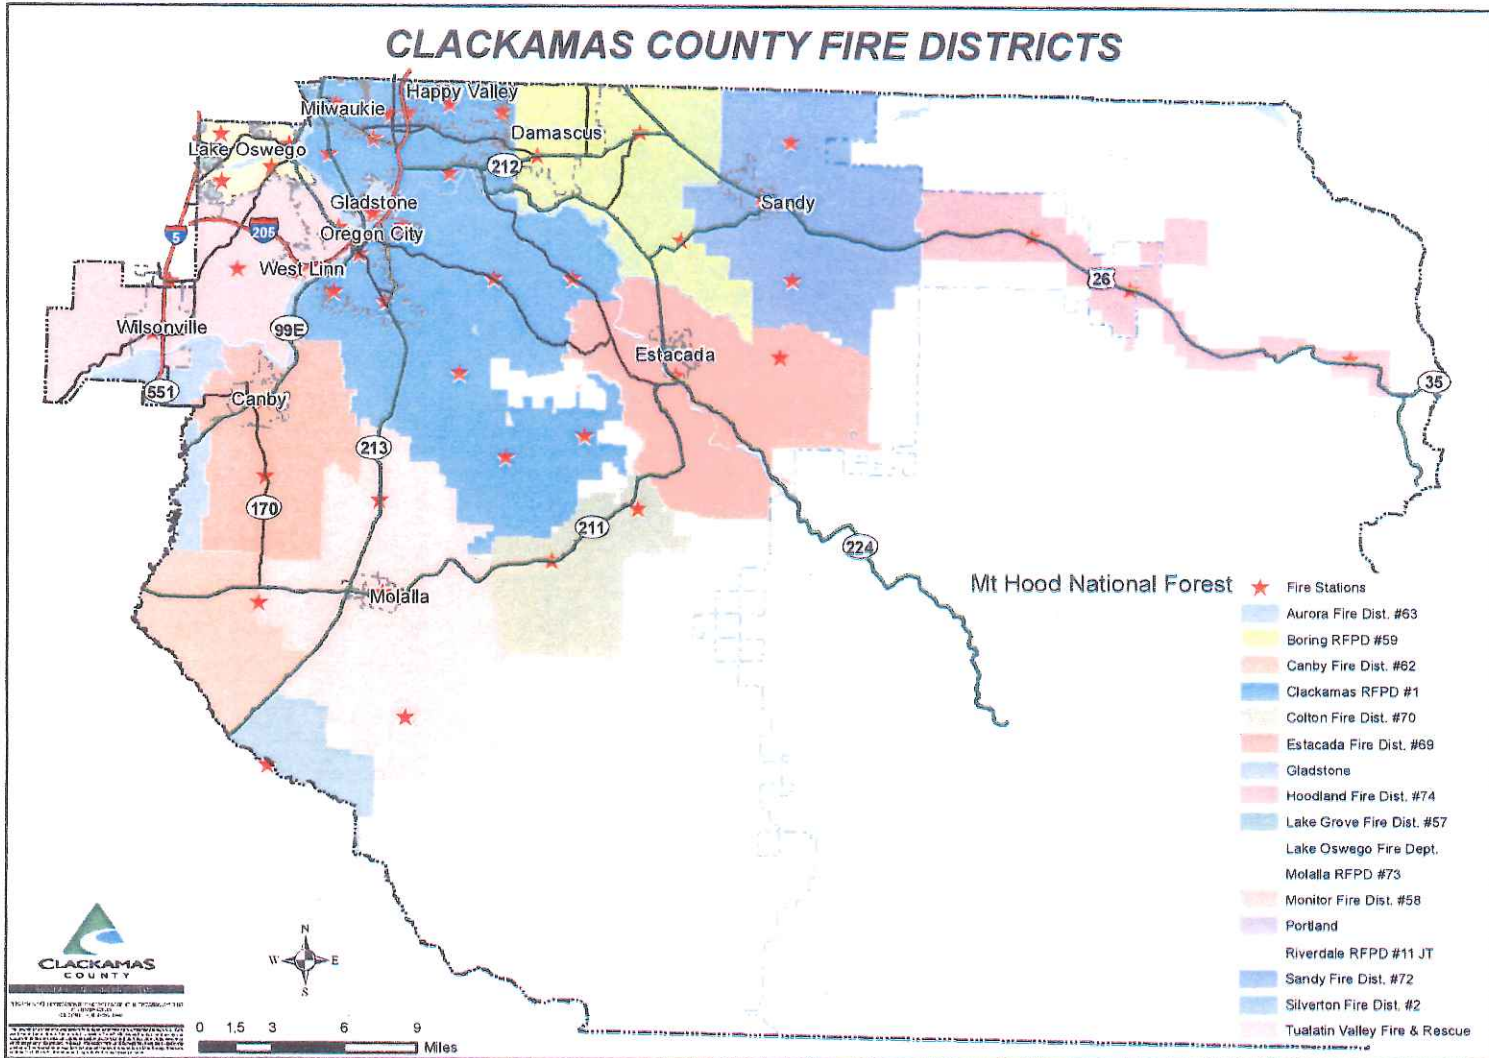 CLACKAMAS COUNTY FIRE DISTRICTS
Happy Valley
Milwaukie
Damascus
Lake Oswego
212
Gladstone
Sandy
5
205
Oregon City
West Linn
26
Wilsonville
99E
Estacada
551
Canby
35
213
170
211
224
Molalla
Mt Hood National Forest
Fire Stations
Aurora Fire Dist. #63
Boring RFPD #59
Canby Fire Dist. #62
Clackamas RFPD #1
Colton Fire Dist. #70
Estacada Fire Dist. #69
Gladstone
Hoodland Fire Dist. #74
Lake Grove Fire Dist. #57
Lake Oswego Fire Dept.
Molalla RFPD #73
Monitor Fire Dist. #58
Portland
Riverdale RFPD #11 JT
Sandy Fire Dist. #72
Silverton Fire Dist. #2
Tualatin Valley Fire & Rescue
CLACKAMAS
COUNTY
N
W E
S
0 1.5 3 6 9
Miles